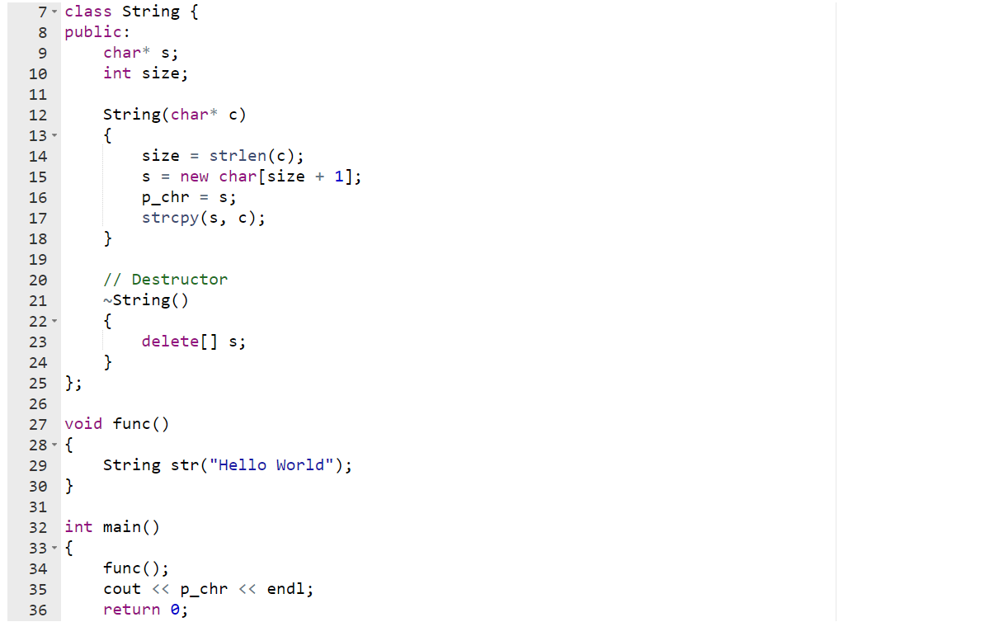 7 class String {
8 public:
9     char* s;
10     int size;
11
12     String(char* c)
13     {
14         size = strlen(c);
15         s = new char[size + 1];
16         p_chr = s;
17         strcpy(s, c);
18     }
19
20     // Destructor
21     ~String()
22     {
23         delete[] s;
24     }
25 };
26
27 void func()
28 {
29     String str("Hello World");
30 }
31
32 int main()
33 {
34     func();
35     cout << p_chr << endl;
36     return 0;